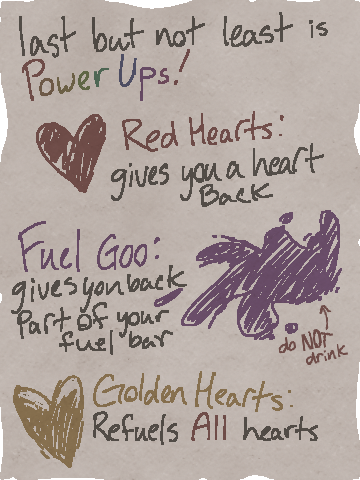 last but not least is
Power Ups!
Red Hearts:
gives you a heart
Back
Fuel Goo:
gives you back
Part of your
fuel bar
do NOT
drink
Golden Hearts:
Refuels All hearts